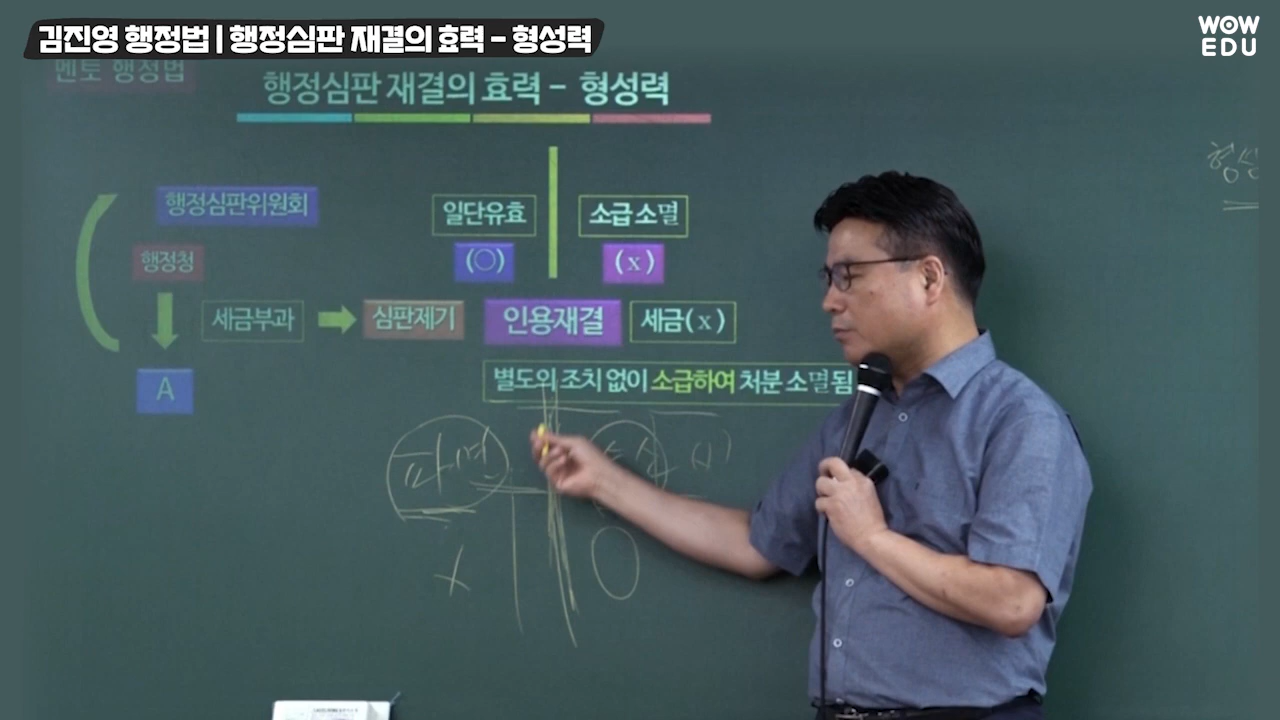 김진영 행정법 | 행정심판 재결의 효력 - 형성력
WOW
EDU
멘토 행정법
행정심판 재결의 효력 - 형성력
행정심판위원회
일단유효
소급 소멸
(○)
(x)
행정청
세금부과
심판제기
인용재결
세금(x)
별도의 조치 없이 소급하여 처분 소멸됨
A
파면
x
O